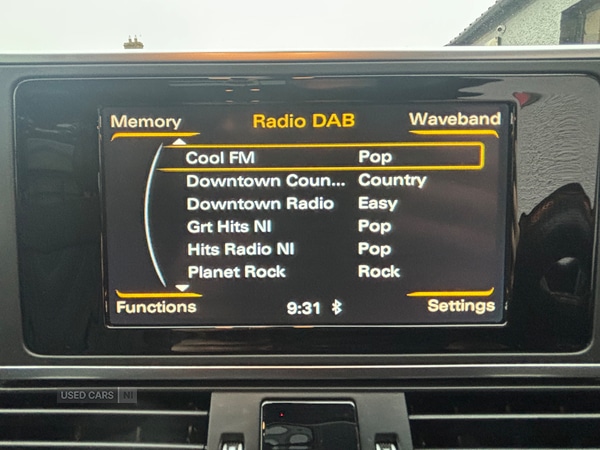 Memory Radio DAB Waveband
Cool FM Pop
Downtown Coun... Country
Downtown Radio Easy
Grt Hits NI Pop
Hits Radio NI Pop
Planet Rock Rock
Functions 9:31 Settings
USED CARS NI